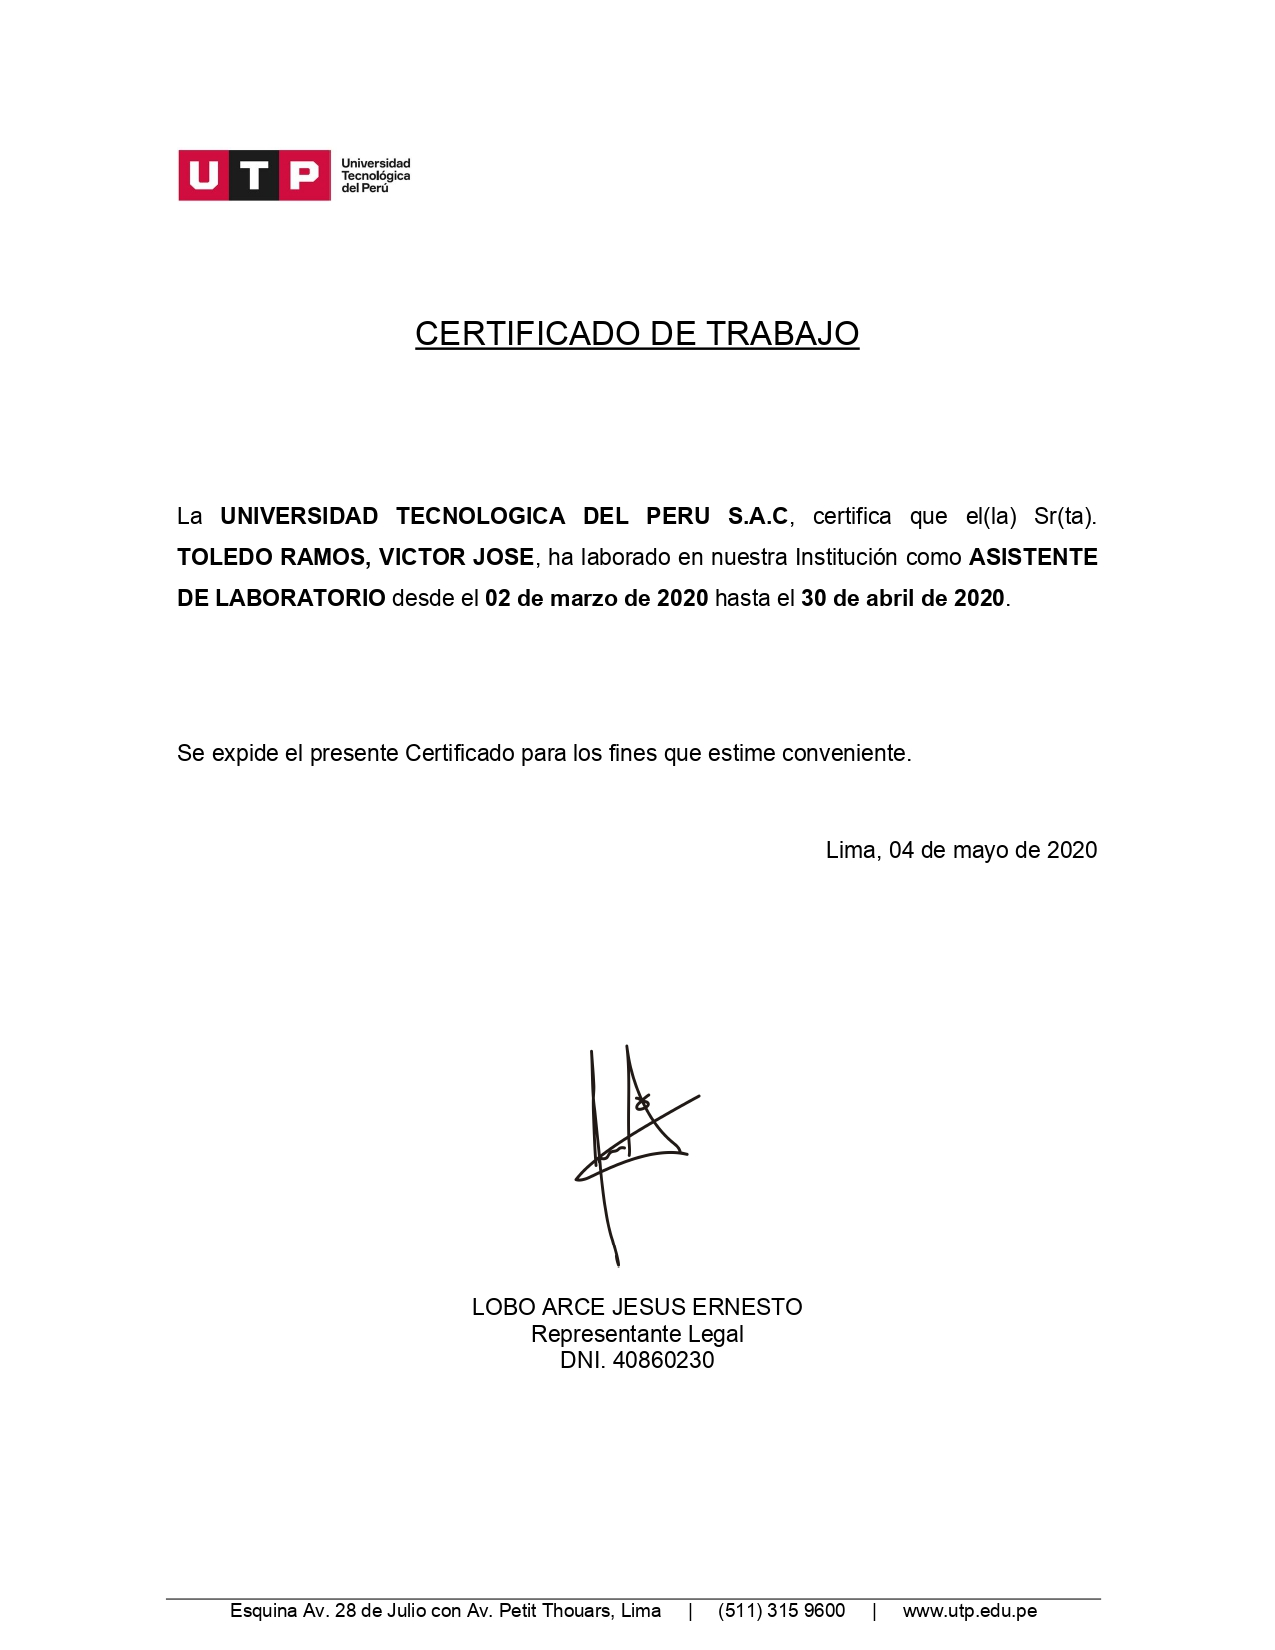 UTP Universidad
Tecnológica
del Perú
CERTIFICADO DE TRABAJO
La UNIVERSIDAD TECNOLOGICA DEL PERU S.A.C, certifica que el(la) Sr(ta).
TOLEDO RAMOS, VICTOR JOSE, ha laborado en nuestra Institución como ASISTENTE
DE LABORATORIO desde el 02 de marzo de 2020 hasta el 30 de abril de 2020.
Se expide el presente Certificado para los fines que estime conveniente.
Lima, 04 de mayo de 2020
LOBO ARCE JESUS ERNESTO
Representante Legal
DNI. 40860230
Esquina Av. 28 de Julio con Av. Petit Thouars, Lima | (511) 315 9600 | www.utp.edu.pe